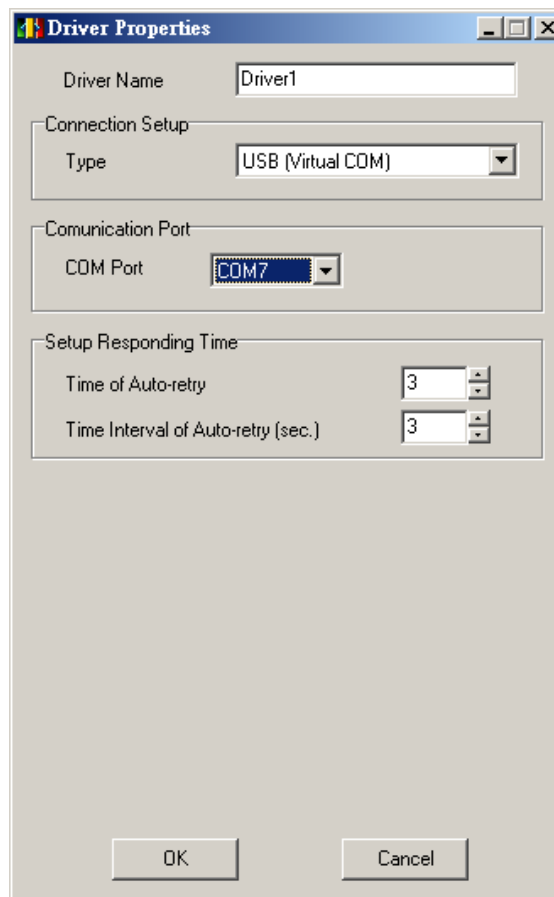 Driver Properties
Driver Name Driver1
Connection Setup
Type USB (Virtual COM)
Comunication Port
COM Port COM7
Setup Responding Time
Time of Auto-retry 3
Time Interval of Auto-retry (sec.) 3
OK Cancel